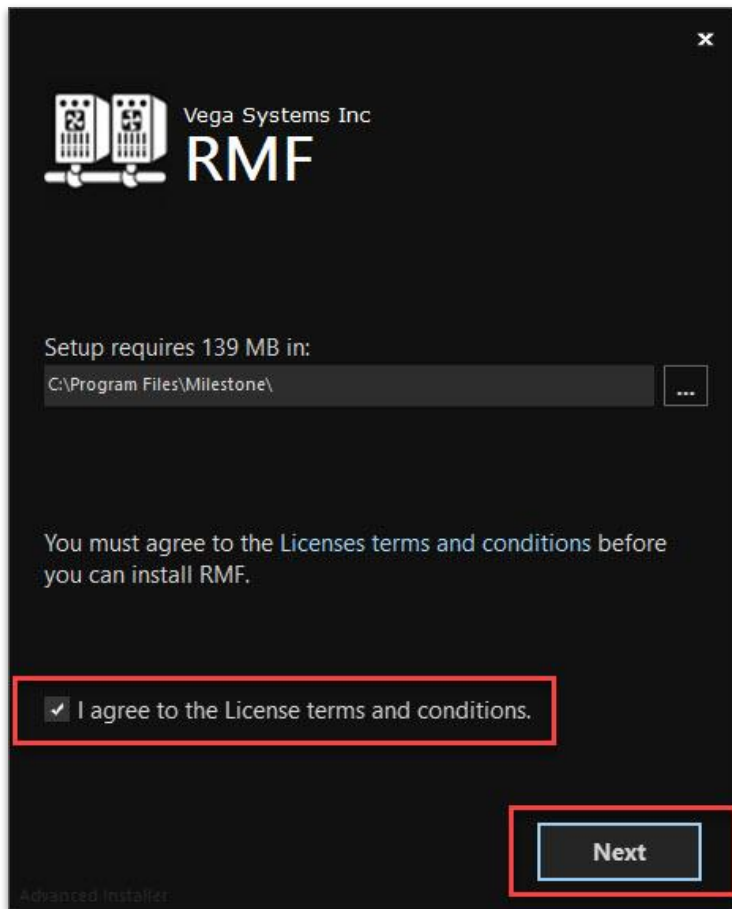 Vega Systems Inc
RMF
Setup requires 139 MB in:
C:\Program Files\Milestone\
...
You must agree to the Licenses terms and conditions before
you can install RMF.
I agree to the License terms and conditions.
Next
Advanced Installer